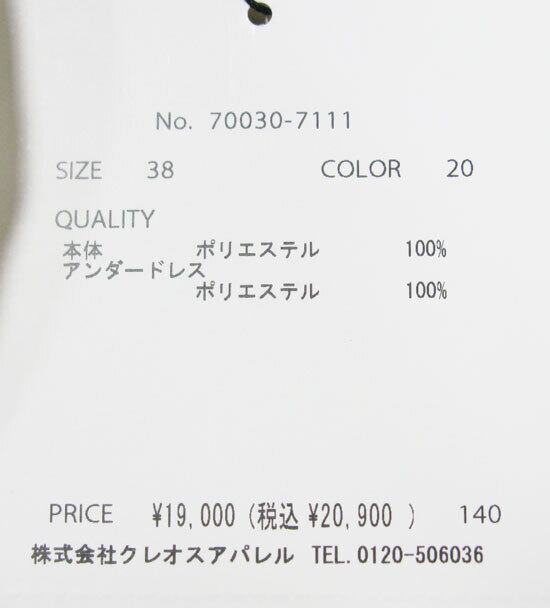 No. 70030-7111
SIZE 38 COLOR 20
QUALITY
本体 ポリエステル 100%
アンダードレス
ポリエステル 100%
PRICE ¥19,000 (税込 ¥20,900 ) 140
株式会社クレオスアパレル TEL. 0120-506036